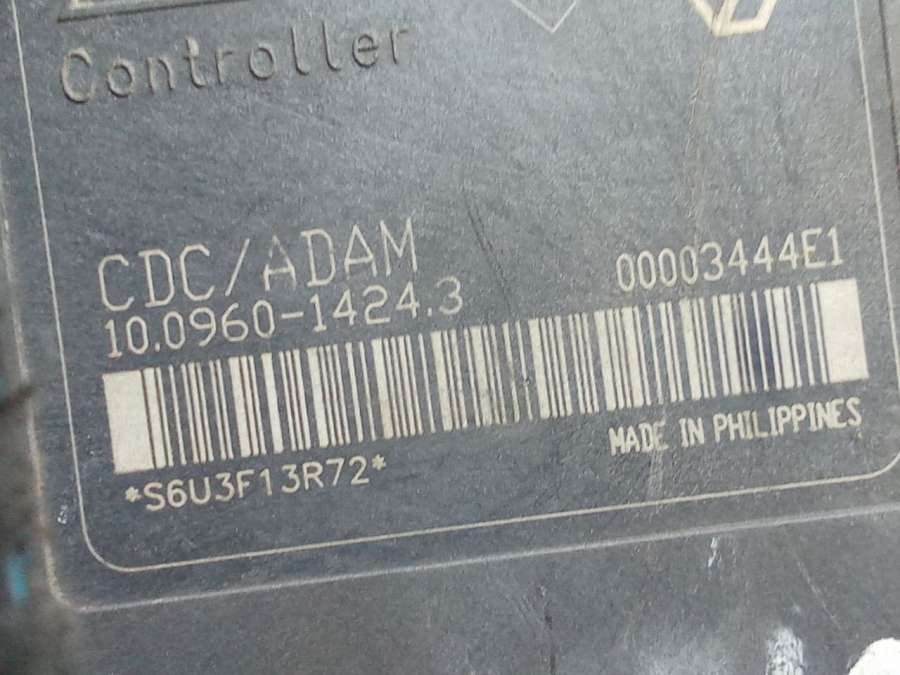 Controller
CDC/ADAM
10.0960-1424.3
00003444E1
*S6U3F13R72*
MADE IN PHILIPPINES